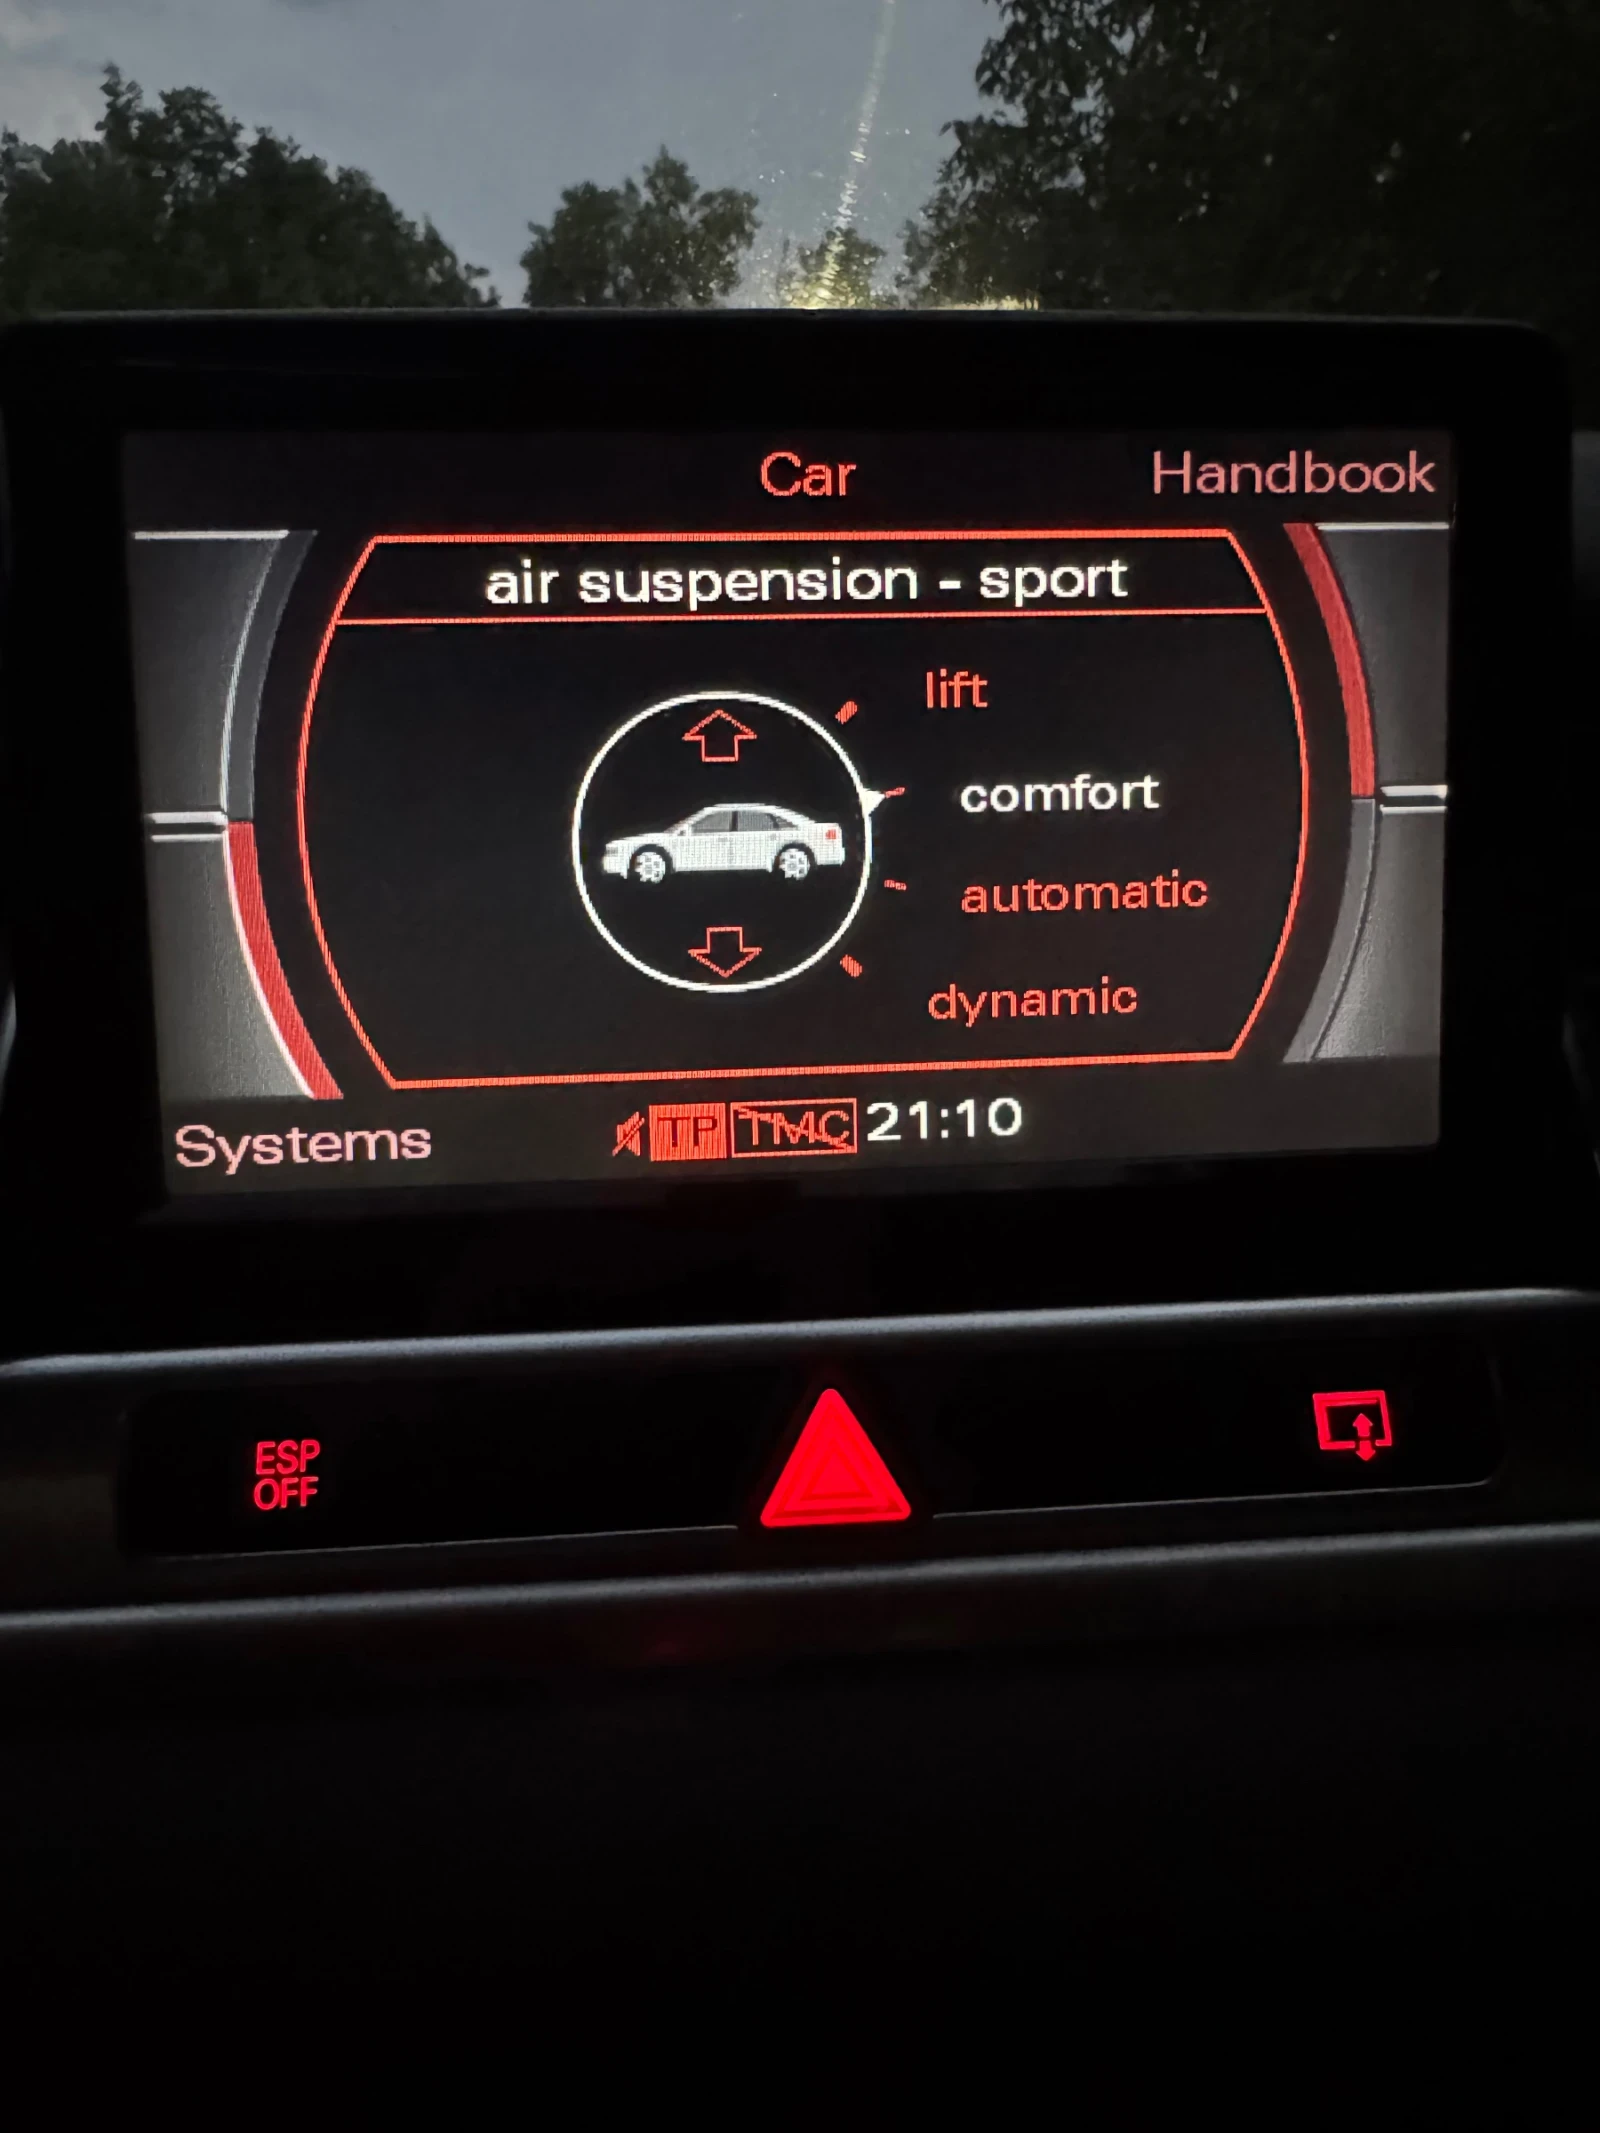 Car
Handbook
air suspension - sport
lift
comfort
automatic
dynamic
Systems
TP TMC 21:10
ESP
OFF